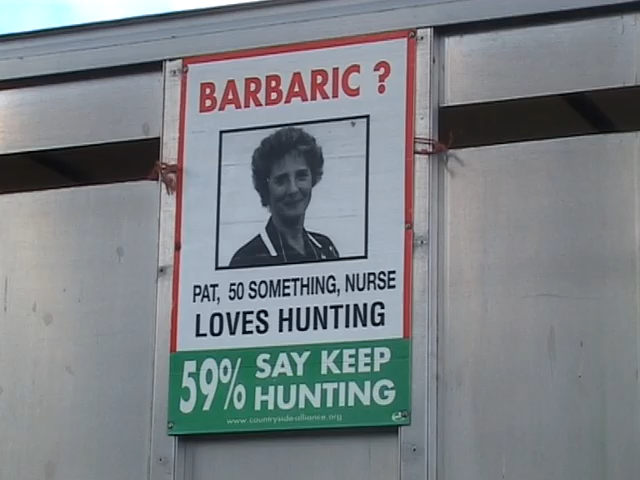 BARBARIC ?
PAT, 50 SOMETHING, NURSE
LOVES HUNTING
59% SAY KEEP
HUNTING
www.countryside-alliance.org